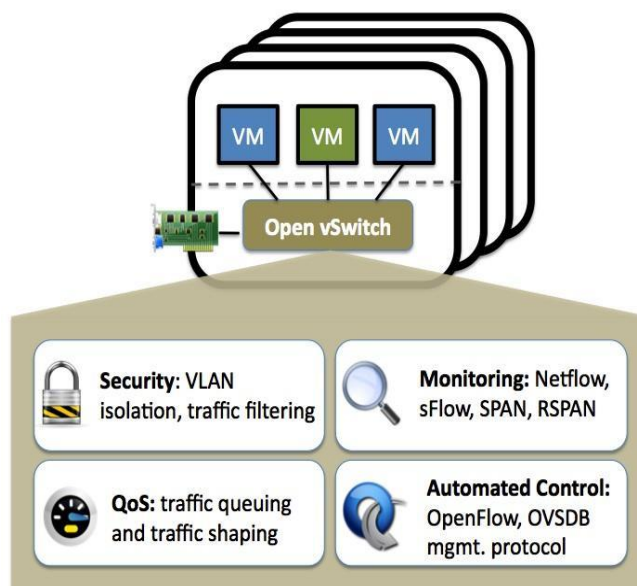 VM VM VM
Open vSwitch
Security: VLAN
isolation, traffic filtering
Monitoring: Netflow,
sFlow, SPAN, RSPAN
QoS: traffic queuing
and traffic shaping
Automated Control:
OpenFlow, OVSDB
mgmt. protocol